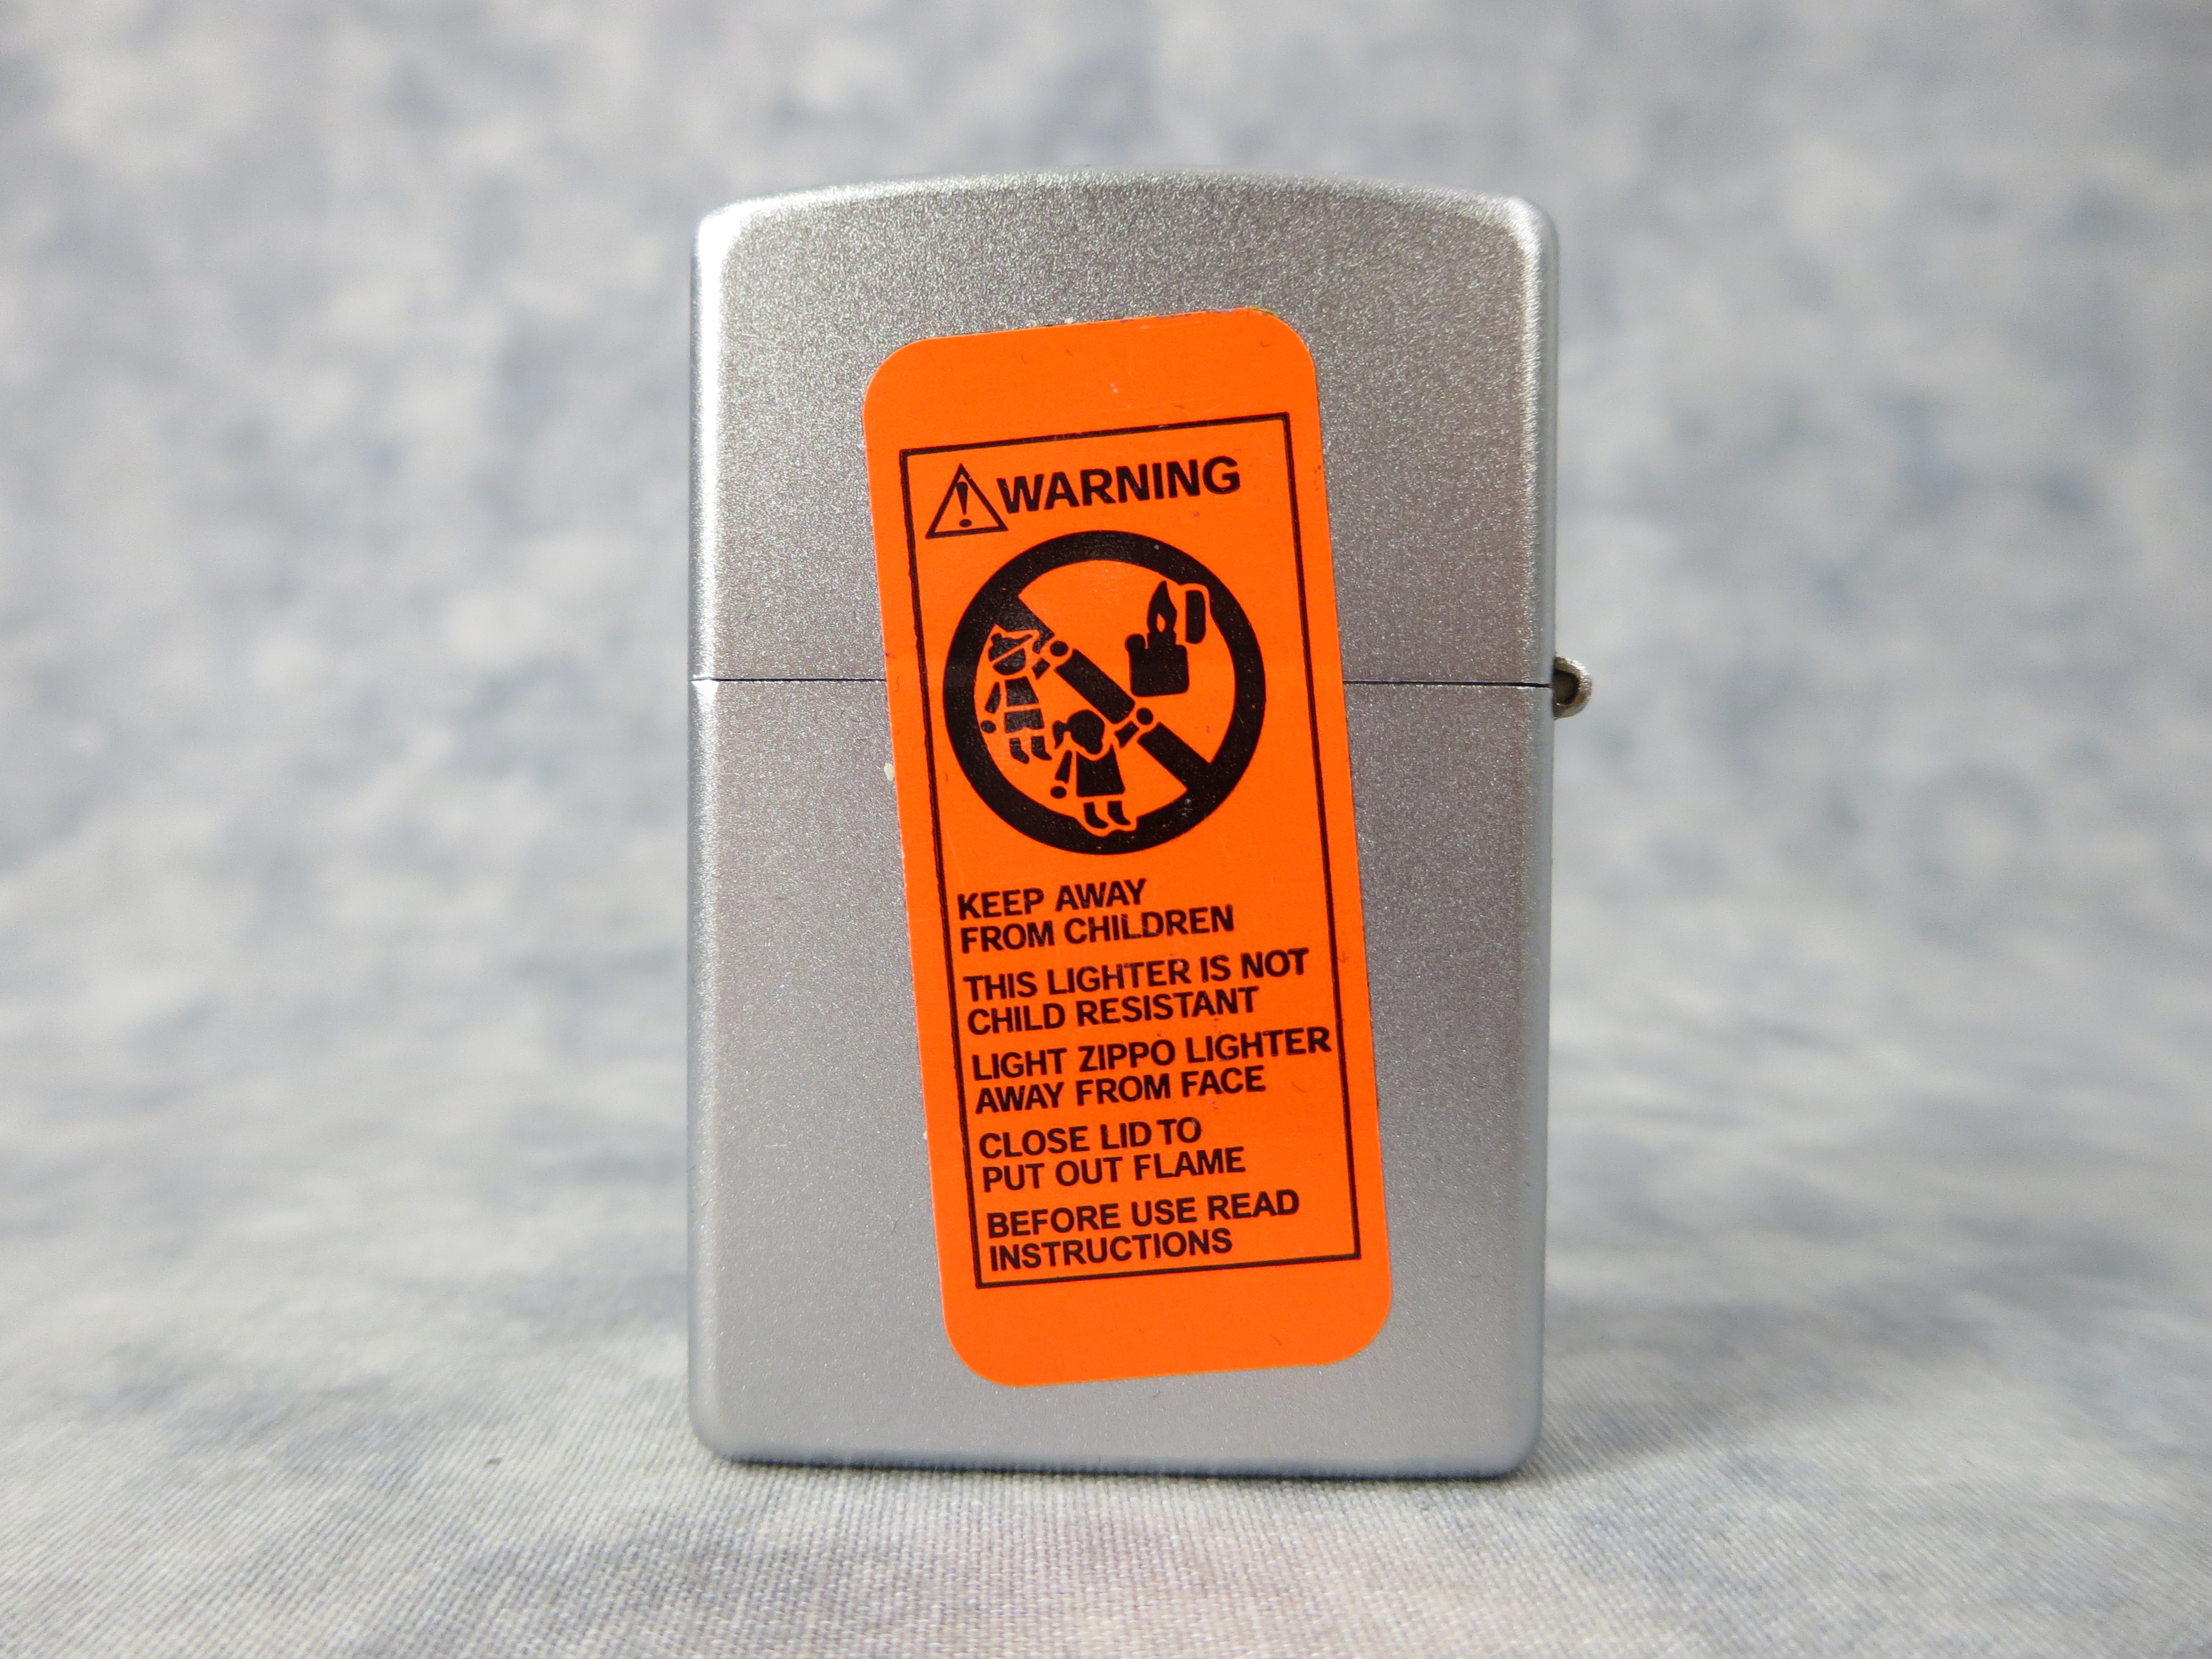 WARNING
KEEP AWAY
FROM CHILDREN
THIS LIGHTER IS NOT
CHILD RESISTANT
LIGHT ZIPPO LIGHTER
AWAY FROM FACE
CLOSE LID TO
PUT OUT FLAME
BEFORE USE READ
INSTRUCTIONS